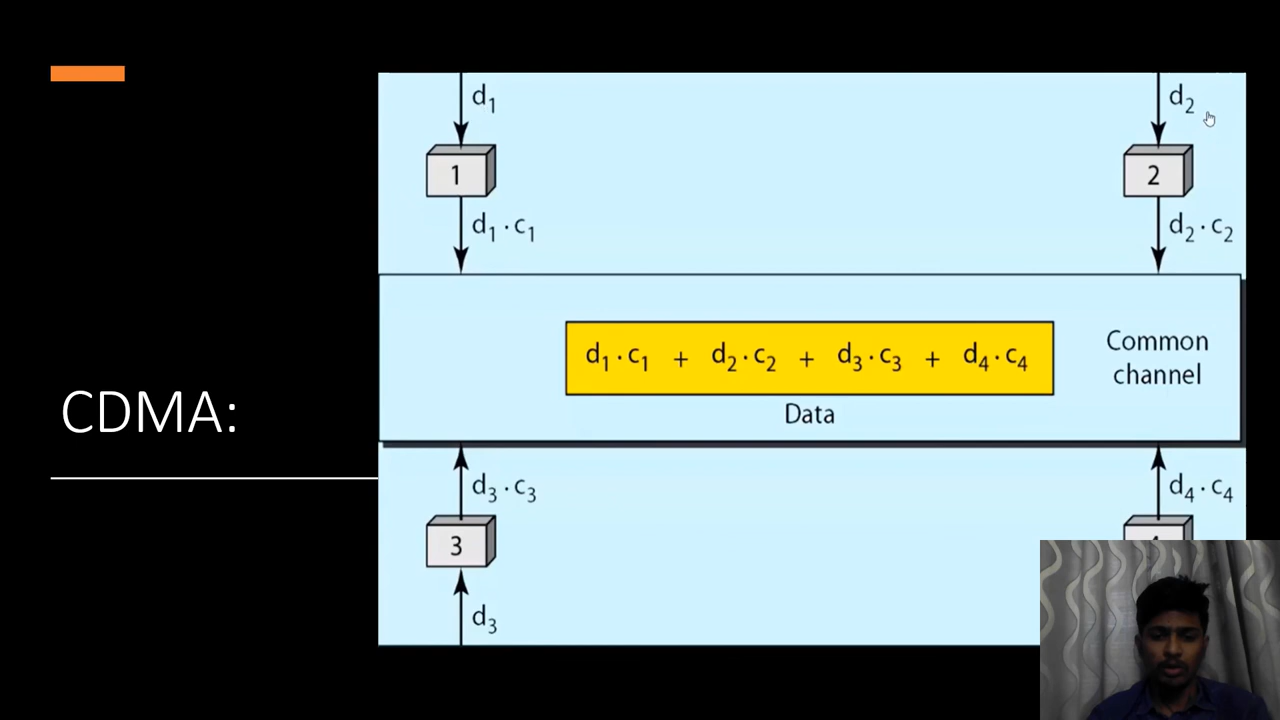 CDMA:
d₁
d₂
1
2
d₁ · c₁
d₂ · c₂
d₁ · c₁ + d₂ · c₂ + d₃ · c₃ + d₄ · c₄
Common
channel
Data
d₃ · c₃
d₄ · c₄
3
d₃